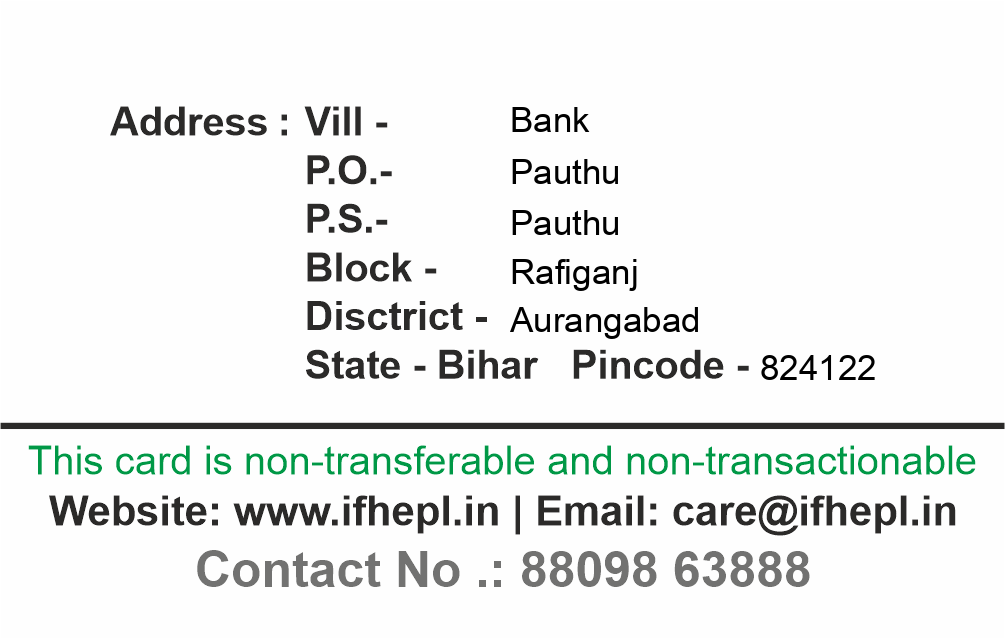 Address : Vill - Bank
P.O.- Pauthu
P.S.- Pauthu
Block - Rafiganj
Disctrict - Aurangabad
State - Bihar Pincode - 824122
This card is non-transferable and non-transactionable
Website: www.ifhepl.in | Email: care@ifhepl.in
Contact No .: 88098 63888